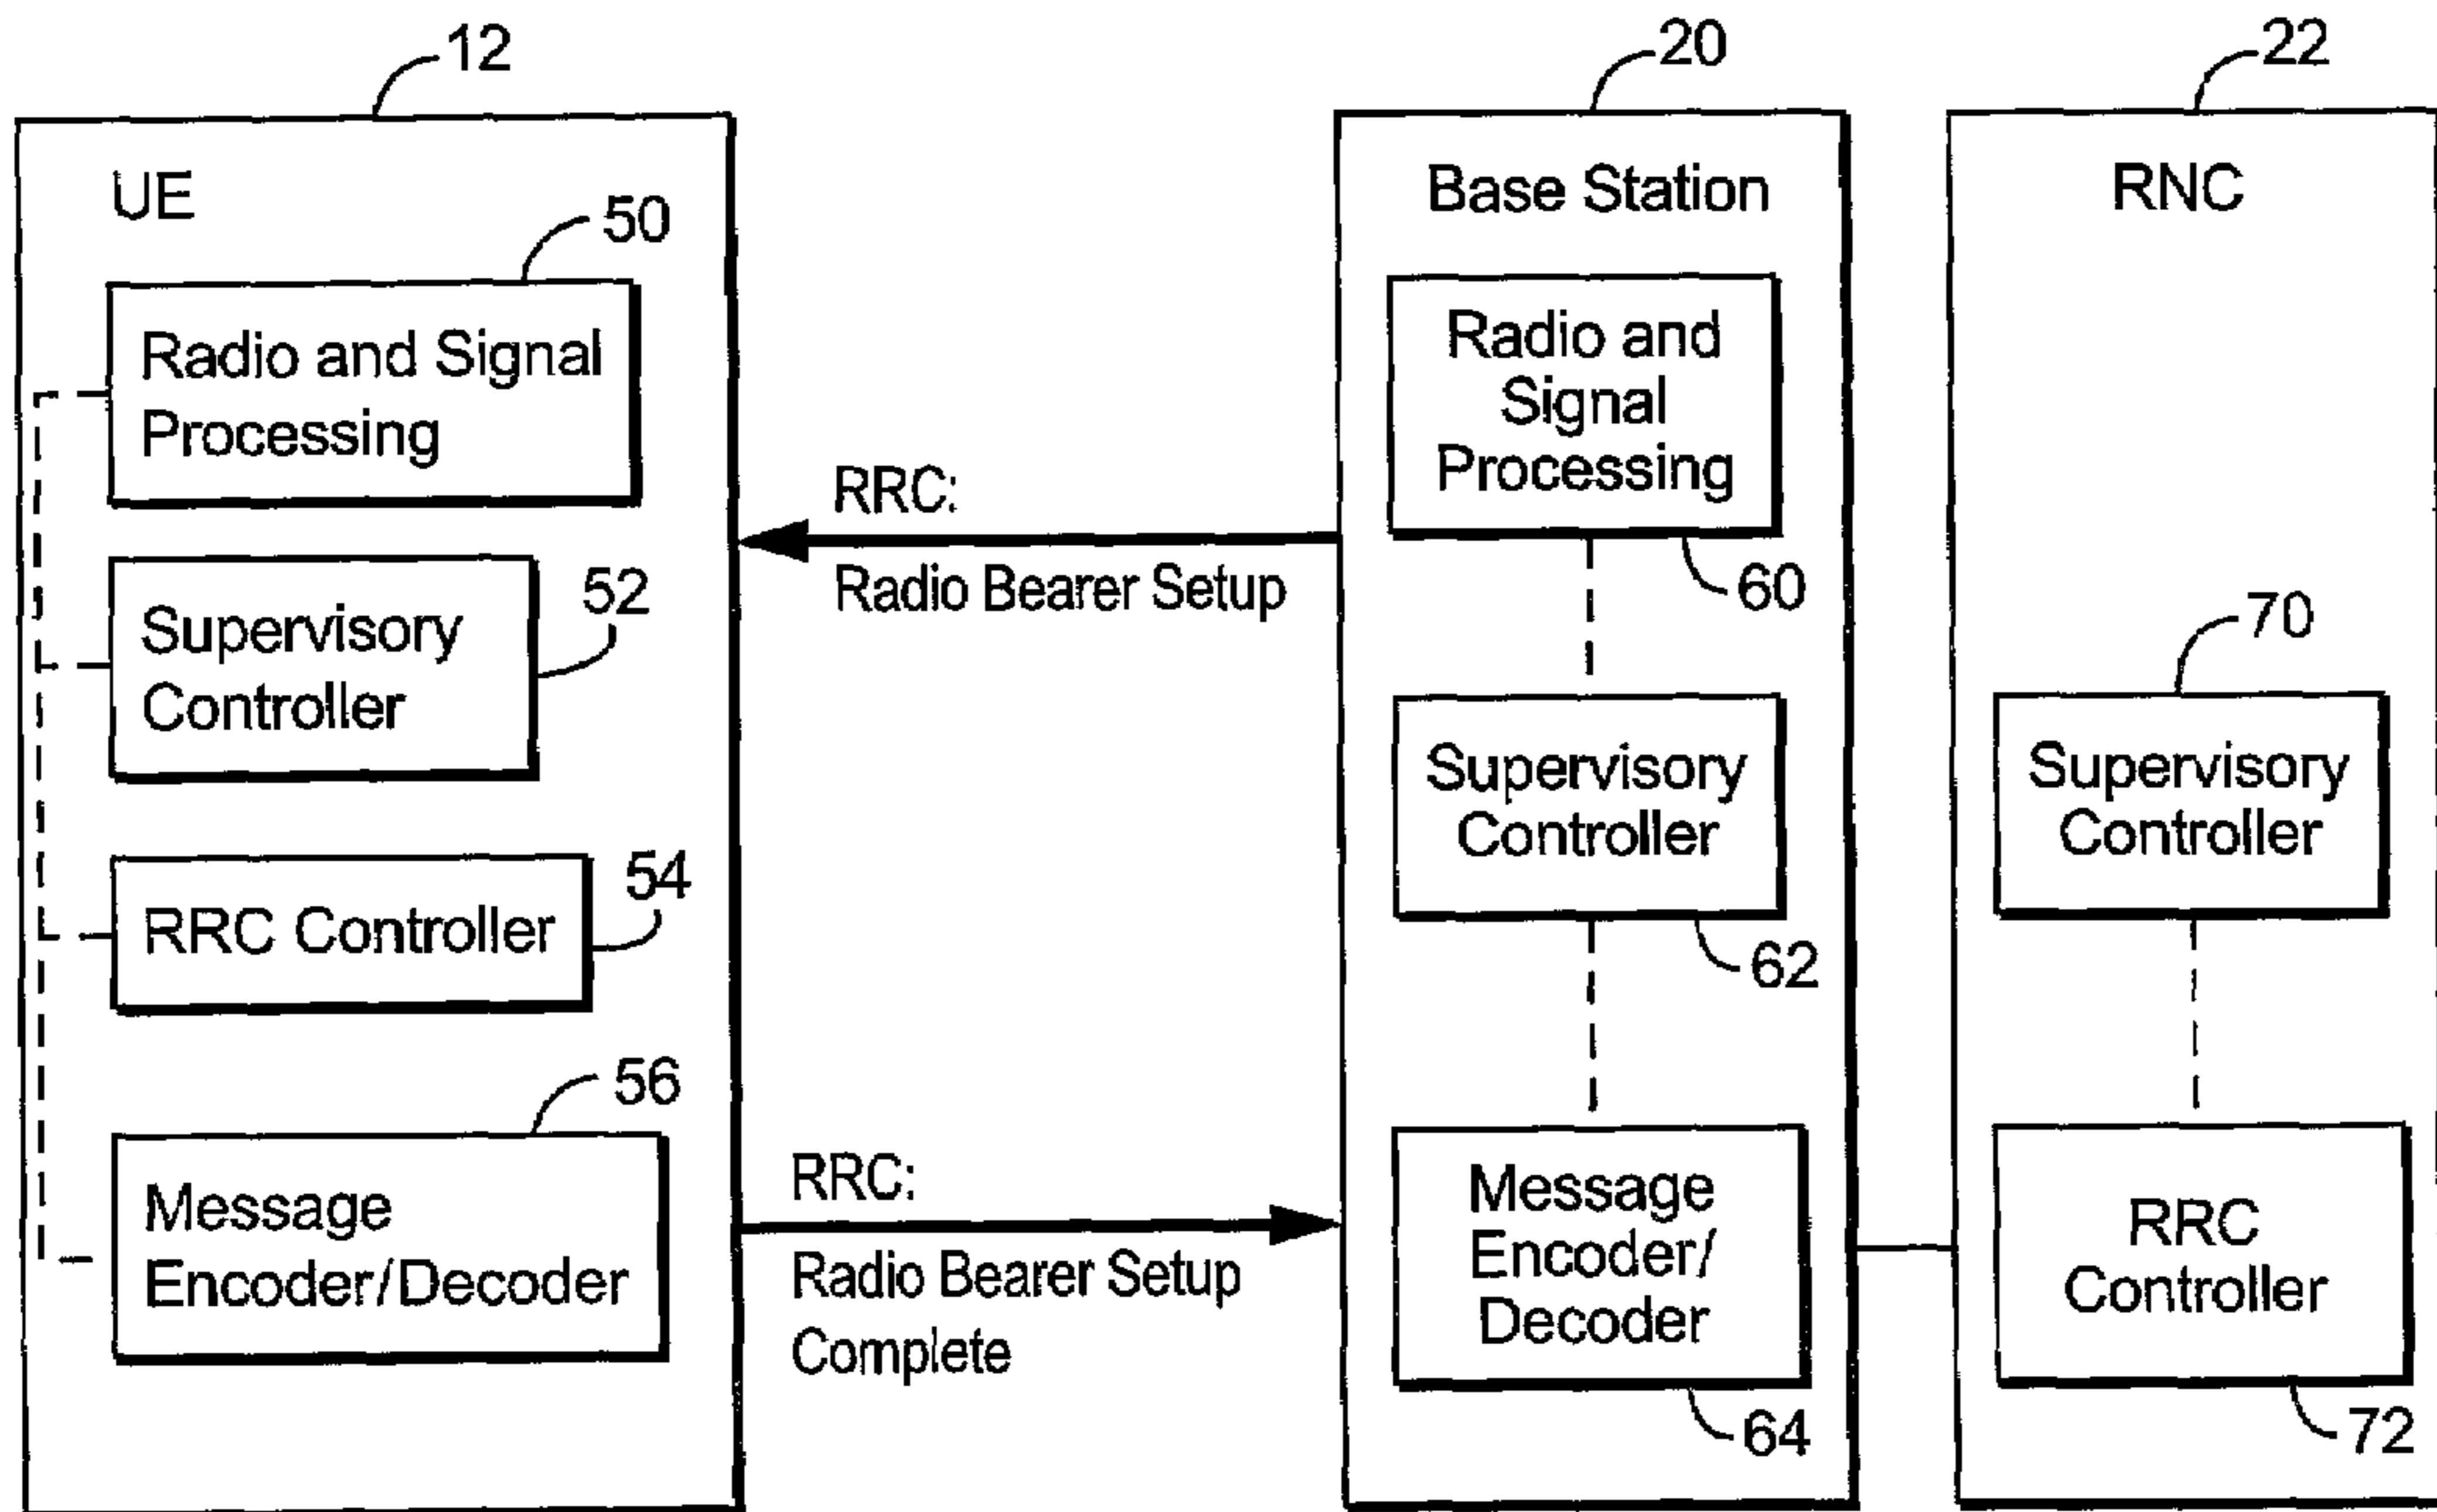 12
20
22
UE
Base Station
RNC
50
Radio and Signal
Processing
Radio and
Signal
Processing
60
RRC:
Radio Bearer Setup
52
Supervisory
Controller
70
Supervisory
Controller
62
Supervisory
Controller
54
RRC Controller
56
Message
Encoder/Decoder
RRC:
Radio Bearer Setup
Complete
Message
Encoder/
Decoder
64
RRC
Controller
72